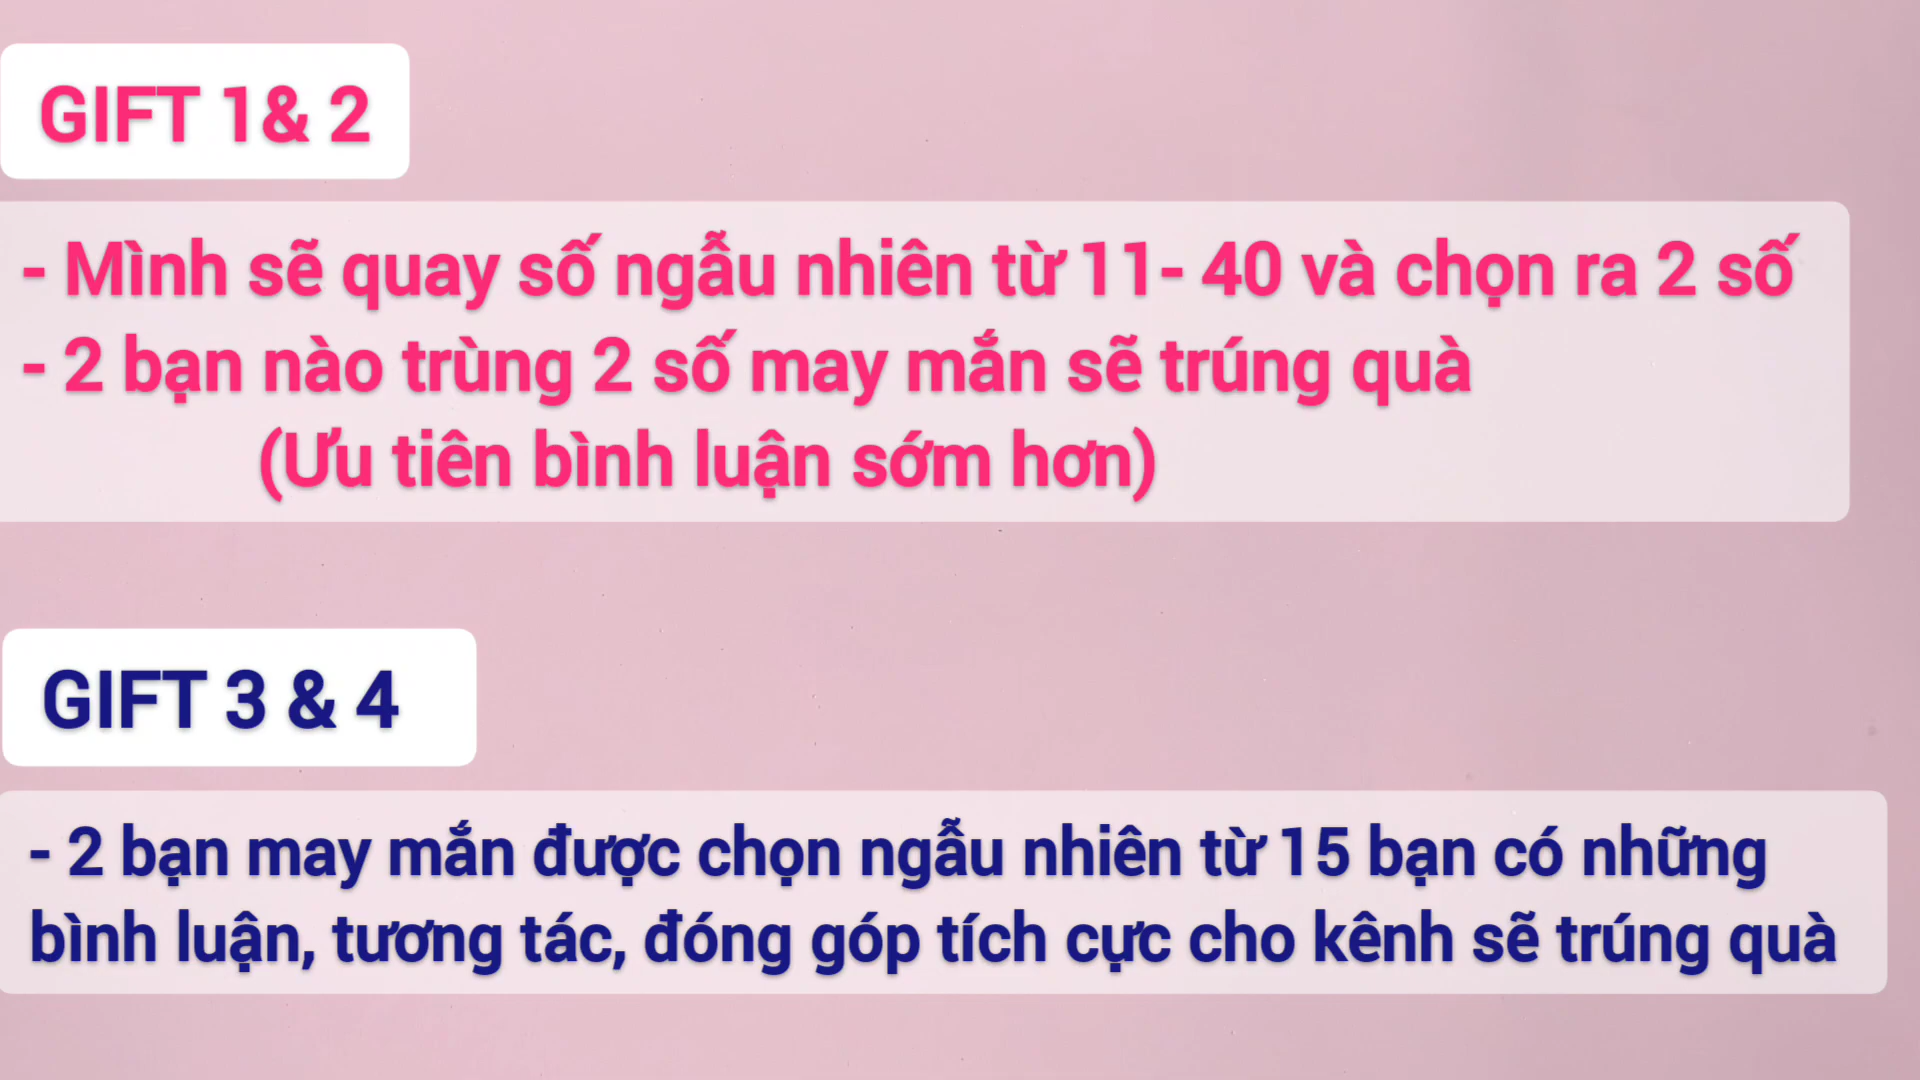 GIFT 1& 2
- Mình sẽ quay số ngẫu nhiên từ 11- 40 và chọn ra 2 số
- 2 bạn nào trùng 2 số may mắn sẽ trúng quà
(Ưu tiên bình luận sớm hơn)
GIFT 3 & 4
- 2 bạn may mắn được chọn ngẫu nhiên từ 15 bạn có những
bình luận, tương tác, đóng góp tích cực cho kênh sẽ trúng quà